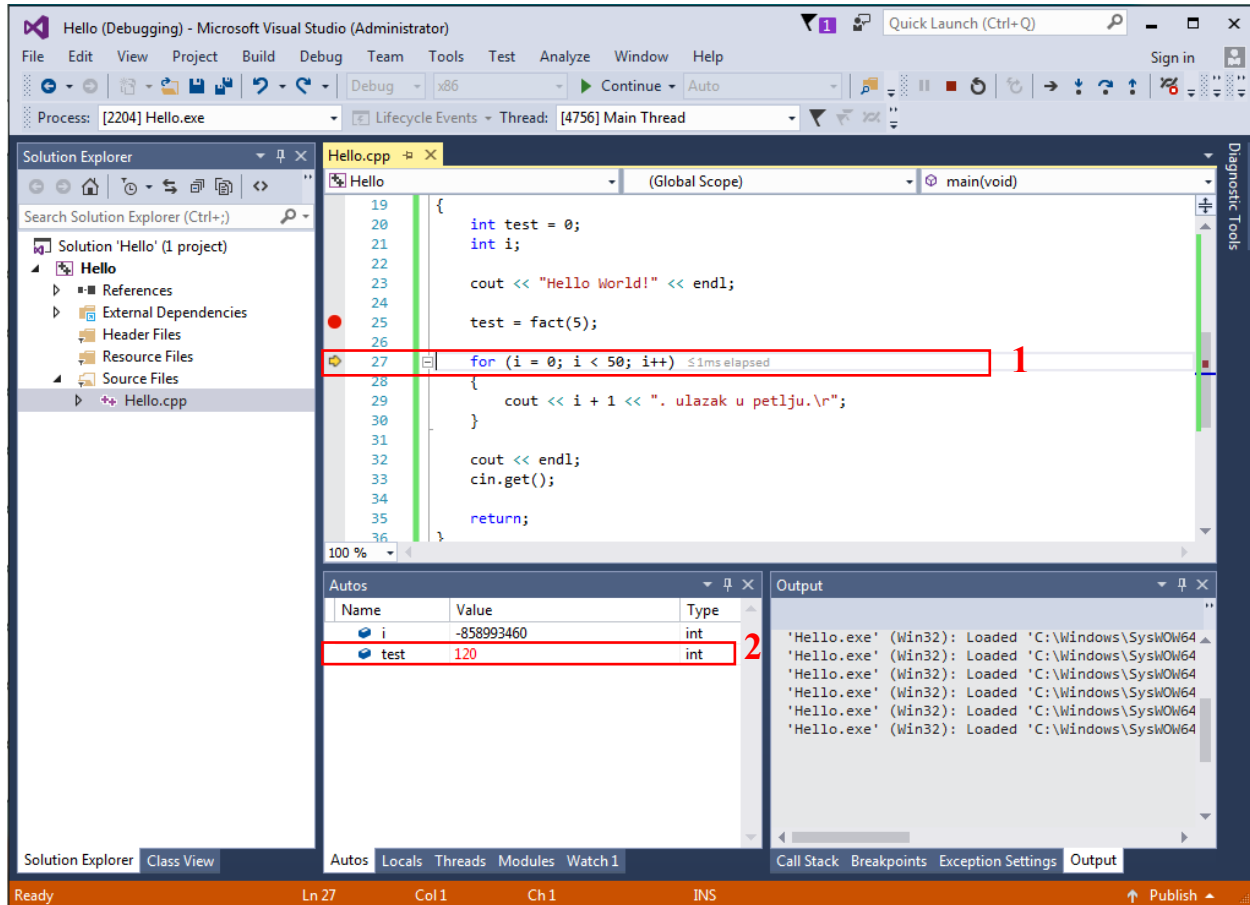 Hello (Debugging) - Microsoft Visual Studio (Administrator)
1
Quick Launch (Ctrl+Q)
File Edit View Project Build Debug Team Tools Test Analyze Window Help
Sign in
Debug x86 Continue Auto
Process: [2204] Hello.exe Lifecycle Events Thread: [4756] Main Thread
Solution Explorer
Search Solution Explorer (Ctrl+;)
Solution 'Hello' (1 project)
Hello
References
External Dependencies
Header Files
Resource Files
Source Files
Hello.cpp
Solution Explorer Class View
Hello.cpp
Hello (Global Scope) main(void)
19 {
20 int test = 0;
21 int i;
22
23 cout << "Hello World!" << endl;
24
25 test = fact(5);
26
27 for (i = 0; i < 50; i++) ≤1ms elapsed
1
28 {
29 cout << i + 1 << ". ulazak u petlju.\r";
30 }
31
32 cout << endl;
33 cin.get();
34
35 return;
36 }
100 %
Diagnostic Tools
Autos
Name Value Type
i -858993460 int
test 120 int
2
Autos Locals Threads Modules Watch 1
Output
'Hello.exe' (Win32): Loaded 'C:\Windows\SysWOW64
'Hello.exe' (Win32): Loaded 'C:\Windows\SysWOW64
'Hello.exe' (Win32): Loaded 'C:\Windows\SysWOW64
'Hello.exe' (Win32): Loaded 'C:\Windows\SysWOW64
'Hello.exe' (Win32): Loaded 'C:\Windows\SysWOW64
'Hello.exe' (Win32): Loaded 'C:\Windows\SysWOW64
Call Stack Breakpoints Exception Settings Output
Ready Ln 27 Col 1 Ch 1 INS Publish